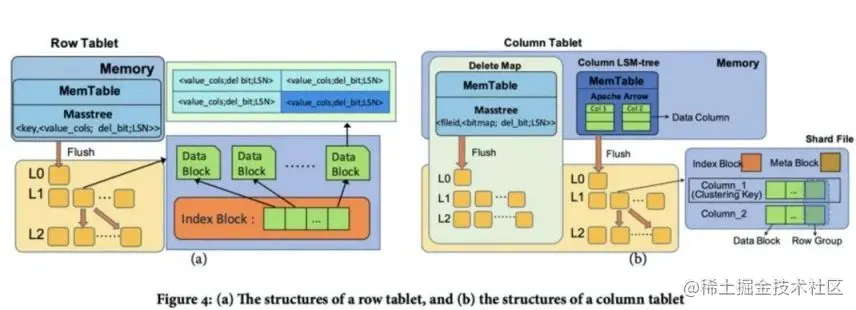 Row Tablet
Memory
MemTable
Masstree
<key,<value_cols; del_bit;LSN>>
Flush
L0
L1
L2
<value_cols;del bit;LSN>
<value_cols;del_bit;LSN>
<value_cols;del_bit;LSN>
<value_cols;del_bit;LSN>
Data Block
Data Block
Data Block
......
Index Block :
...
(a)
Column Tablet
Memory
Delete Map
MemTable
Masstree
<fileid,<bitmap; del_bit;LSN>>
Flush
L0
L1
L2
Column LSM-tree
MemTable
Apache Arrow
Col 1
Col 2
Data Column
Flush
L0
L1
L2
Shard File
Index Block
Meta Block
Column_1
(Clustering Key)
...
Column_2
...
Data Block
Row Group
(b)
Figure 4: (a) The structures of a row tablet, and (b) the structures of a column tablet
@稀土掘金技术社区